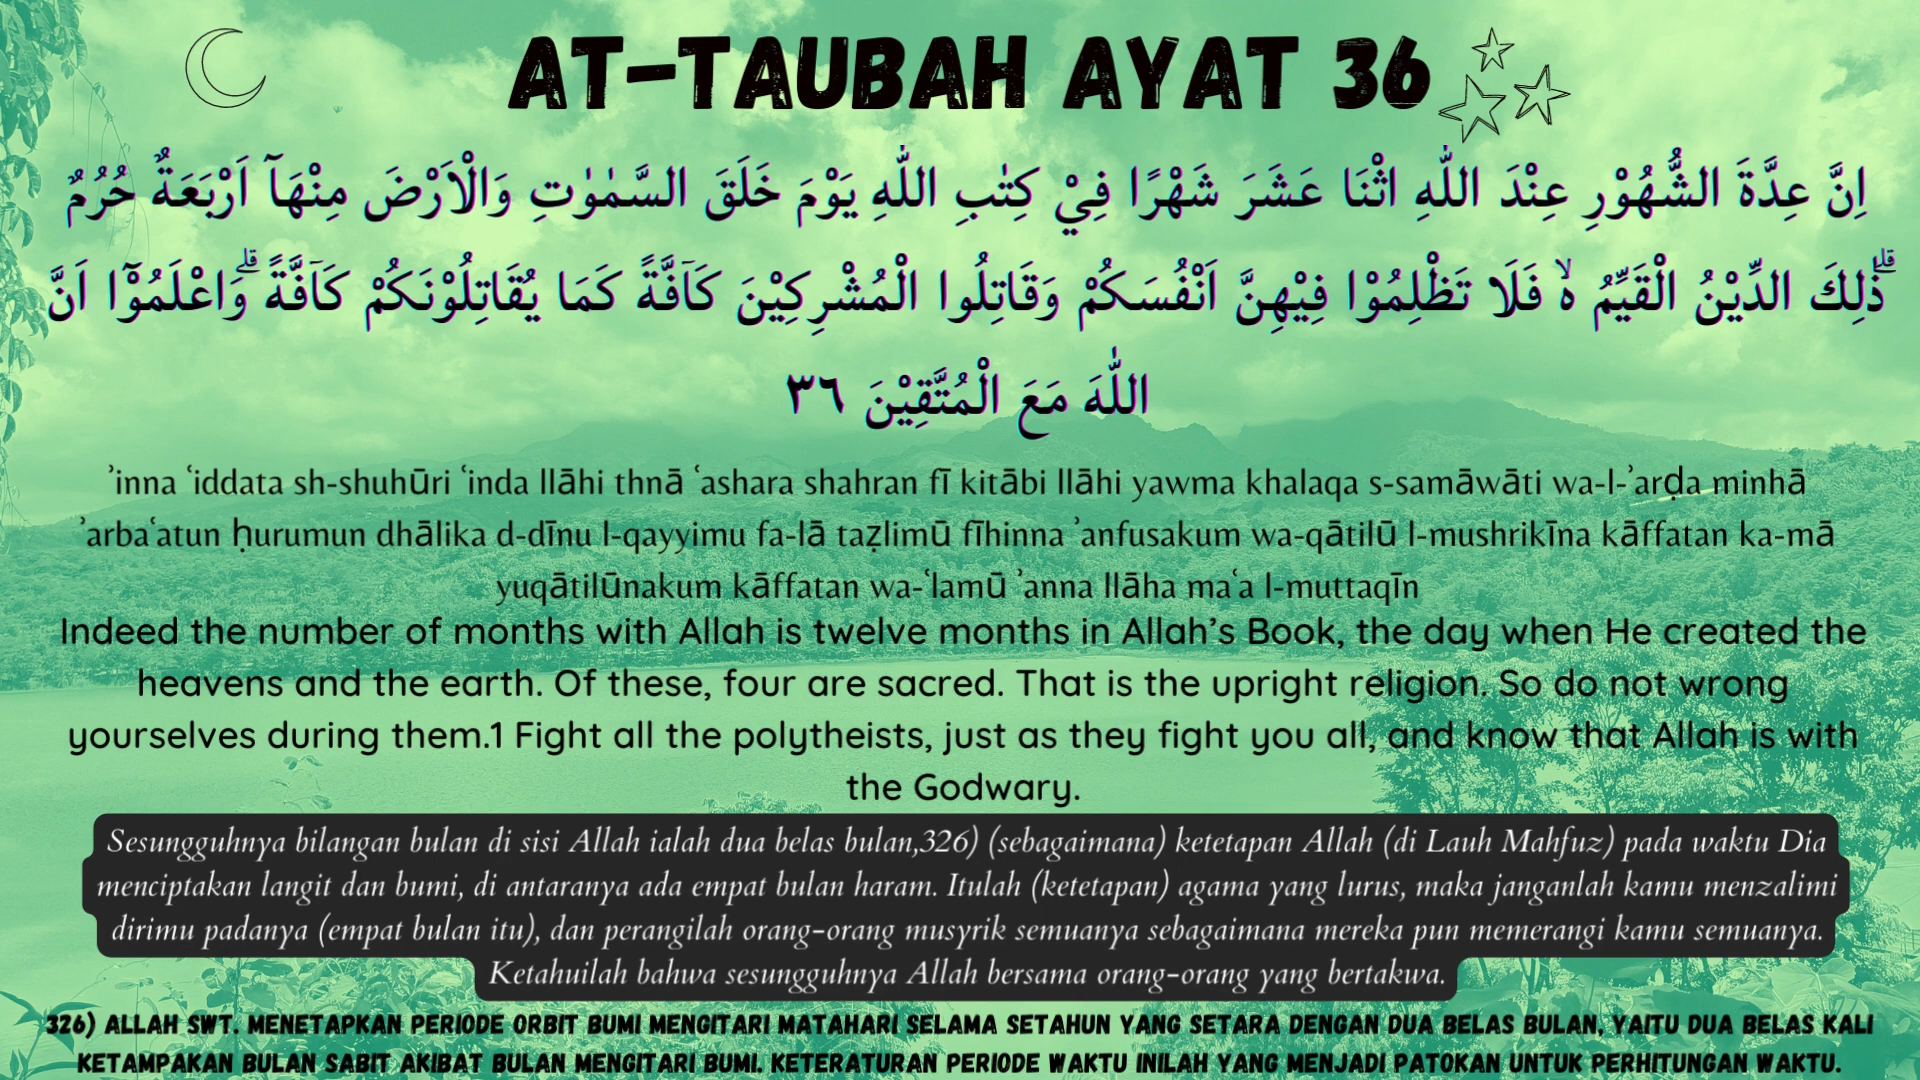 AT-TAUBAH AYAT 36
اِنَّ عِدَّةَ الشُّهُوْرِ عِنْدَ اللّٰهِ اثْنَا عَشَرَ شَهْرًا فِيْ كِتٰبِ اللّٰهِ يَوْمَ خَلَقَ السَّمٰوٰتِ وَالْاَرْضَ مِنْهَآ اَرْبَعَةٌ حُرُمٌ
ۗذٰلِكَ الدِّيْنُ الْقَيِّمُ ەۙ فَلَا تَظْلِمُوْا فِيْهِنَّ اَنْفُسَكُمْ وَقَاتِلُوا الْمُشْرِكِيْنَ كَاۤفَّةً كَمَا يُقَاتِلُوْنَكُمْ كَاۤفَّةً ۗوَاعْلَمُوْٓا اَنَّ
اللّٰهَ مَعَ الْمُتَّقِيْنَ ٣٦
ʾinna ʿiddata sh-shuhūri ʿinda llāhi thnā ʿashara shahran fī kitābi llāhi yawma khalaqa s-samāwāti wa-l-ʾarḍa minhā
ʾarbaʿatun ḥurumun dhālika d-dīnu l-qayyimu fa-lā taẓlimū fīhinna ʾanfusakum wa-qātilū l-mushrikīna kāffatan ka-mā
yuqātilūnakum kāffatan wa-ʿlamū ʾanna llāha maʿa l-muttaqīn
Indeed the number of months with Allah is twelve months in Allah’s Book, the day when He created the
heavens and the earth. Of these, four are sacred. That is the upright religion. So do not wrong
yourselves during them.1 Fight all the polytheists, just as they fight you all, and know that Allah is with
the Godwary.
Sesungguhnya bilangan bulan di sisi Allah ialah dua belas bulan,326) (sebagaimana) ketetapan Allah (di Lauh Mahfuz) pada waktu Dia
menciptakan langit dan bumi, di antaranya ada empat bulan haram. Itulah (ketetapan) agama yang lurus, maka janganlah kamu menzalimi
dirimu padanya (empat bulan itu), dan perangilah orang-orang musyrik semuanya sebagaimana mereka pun memerangi kamu semuanya.
Ketahuilah bahwa sesungguhnya Allah bersama orang-orang yang bertakwa.
326) ALLAH SWT. MENETAPKAN PERIODE ORBIT BUMI MENGITARI MATAHARI SELAMA SETAHUN YANG SETARA DENGAN DUA BELAS BULAN, YAITU DUA BELAS KALI
KETAMPAKAN BULAN SABIT AKIBAT BULAN MENGITARI BUMI. KETERATURAN PERIODE WAKTU INILAH YANG MENJADI PATOKAN UNTUK PERHITUNGAN WAKTU.